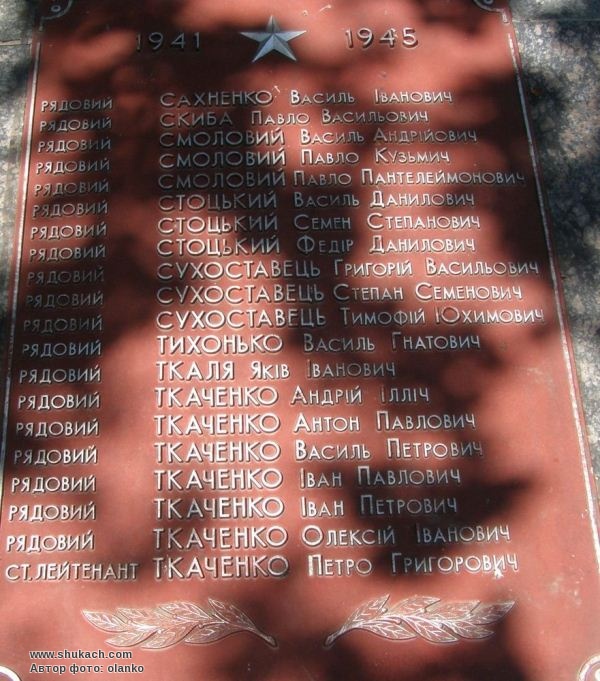 1941 1945
РЯДОВИЙ САХНЕНКО ВАСИЛЬ ІВАНОВИЧ
РЯДОВИЙ СКИБА ПАВЛО ВАСИЛЬОВИЧ
РЯДОВИЙ СМОЛОВИЙ ВАСИЛЬ АНДРІЙОВИЧ
РЯДОВИЙ СМОЛОВИЙ ПАВЛО КУЗЬМИЧ
РЯДОВИЙ СМОЛОВИЙ ПАВЛО ПАНТЕЛЕЙМОНОВИЧ
РЯДОВИЙ СТОЦЬКИЙ ВАСИЛЬ ДАНИЛОВИЧ
РЯДОВИЙ СТОЦЬКИЙ СЕМЕН СТЕПАНОВИЧ
РЯДОВИЙ СТОЦЬКИЙ ФЕДІР ДАНИЛОВИЧ
РЯДОВИЙ СУХОСТАВЕЦЬ ГРИГОРІЙ ВАСИЛЬОВИЧ
РЯДОВИЙ СУХОСТАВЕЦЬ СТЕПАН СЕМЕНОВИЧ
РЯДОВИЙ СУХОСТАВЕЦЬ ТИМОФІЙ ЮХИМОВИЧ
РЯДОВИЙ ТИХОНЬКО ВАСИЛЬ ГНАТОВИЧ
РЯДОВИЙ ТКАЛЯ ЯКІВ ІВАНОВИЧ
РЯДОВИЙ ТКАЧЕНКО АНДРІЙ ІЛЛІЧ
РЯДОВИЙ ТКАЧЕНКО АНТОН ПАВЛОВИЧ
РЯДОВИЙ ТКАЧЕНКО ВАСИЛЬ ПЕТРОВИЧ
РЯДОВИЙ ТКАЧЕНКО ІВАН ПАВЛОВИЧ
РЯДОВИЙ ТКАЧЕНКО ІВАН ПЕТРОВИЧ
РЯДОВИЙ ТКАЧЕНКО ОЛЕКСІЙ ІВАНОВИЧ
СТ. ЛЕЙТЕНАНТ ТКАЧЕНКО ПЕТРО ГРИГОРОВИЧ
www.shukach.com
Автор фото: olanko